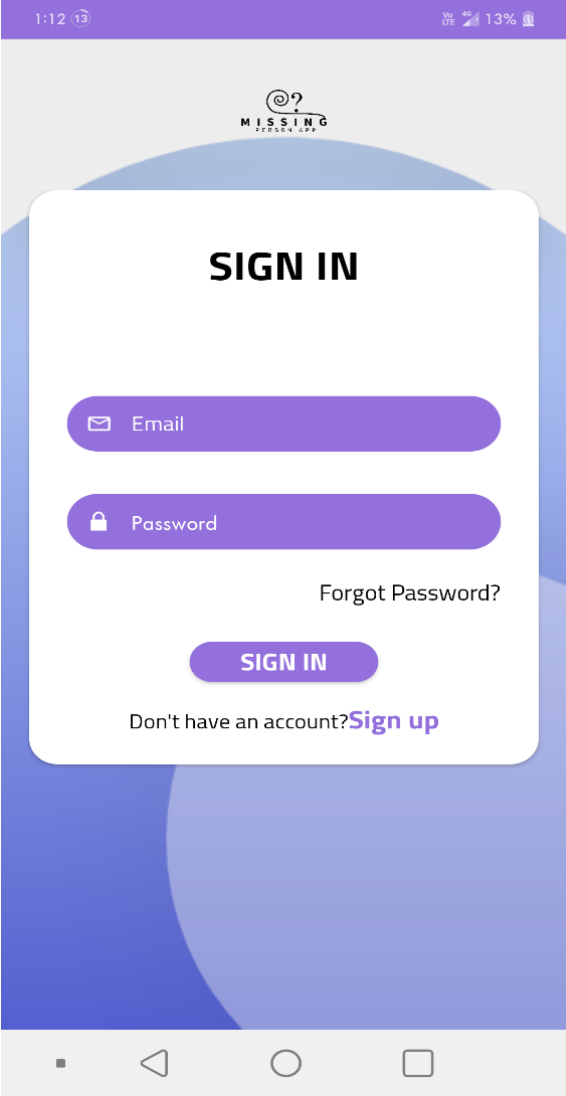 1:12 13 Vo LTE 4G 13%
MISSING
PERSON APP
SIGN IN
Email
Password
Forgot Password?
SIGN IN
Don't have an account?Sign up